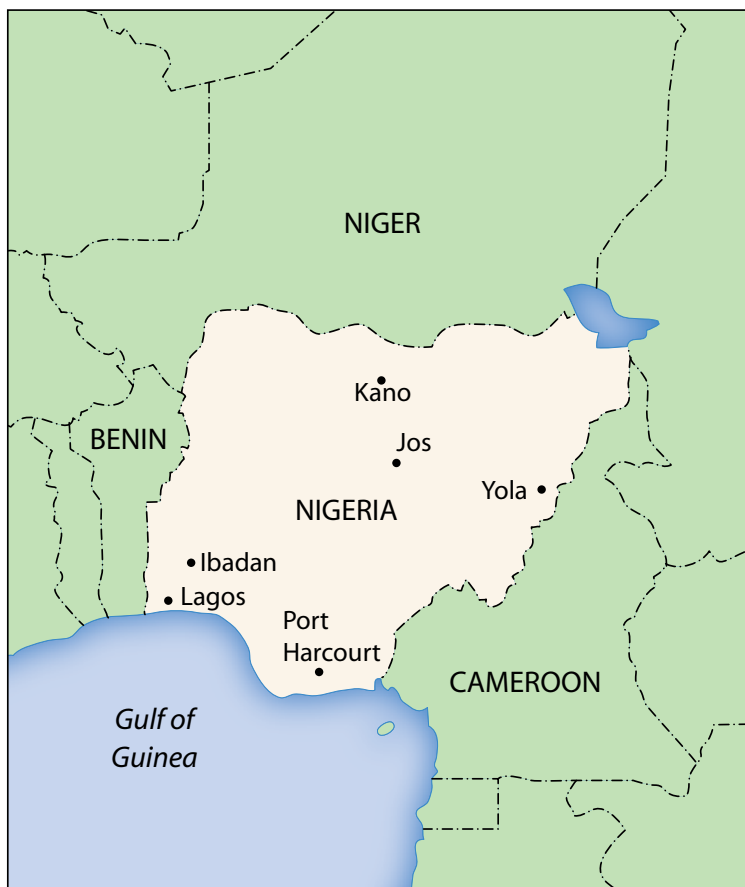 NIGER
Kano
BENIN
Jos
Yola
NIGERIA
Ibadan
Lagos
Port
Harcourt
CAMEROON
Gulf of
Guinea